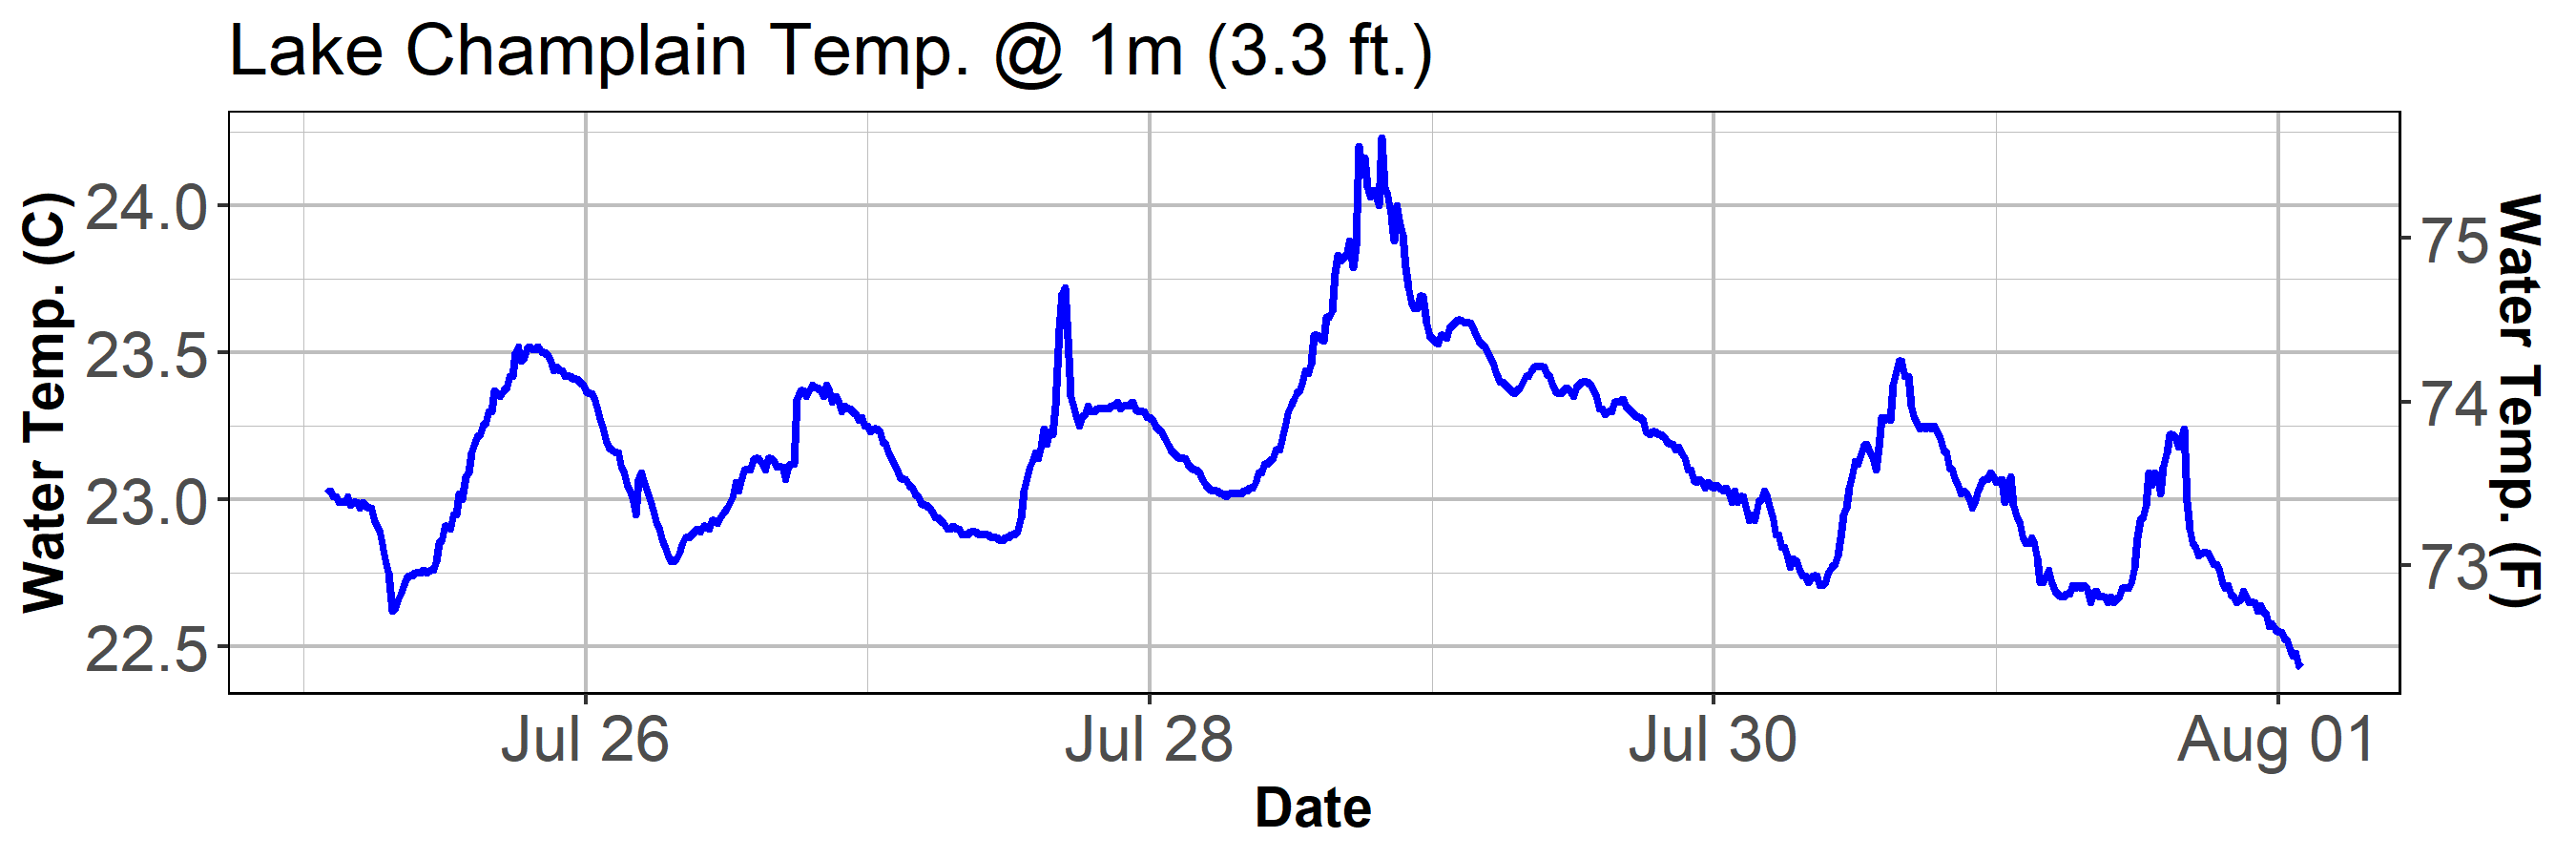 Lake Champlain Temp. @ 1m (3.3 ft.)
Water Temp. (C)
24.0
23.5
23.0
22.5
75
74
73
Water Temp. (F)
Jul 26
Jul 28
Jul 30
Aug 01
Date